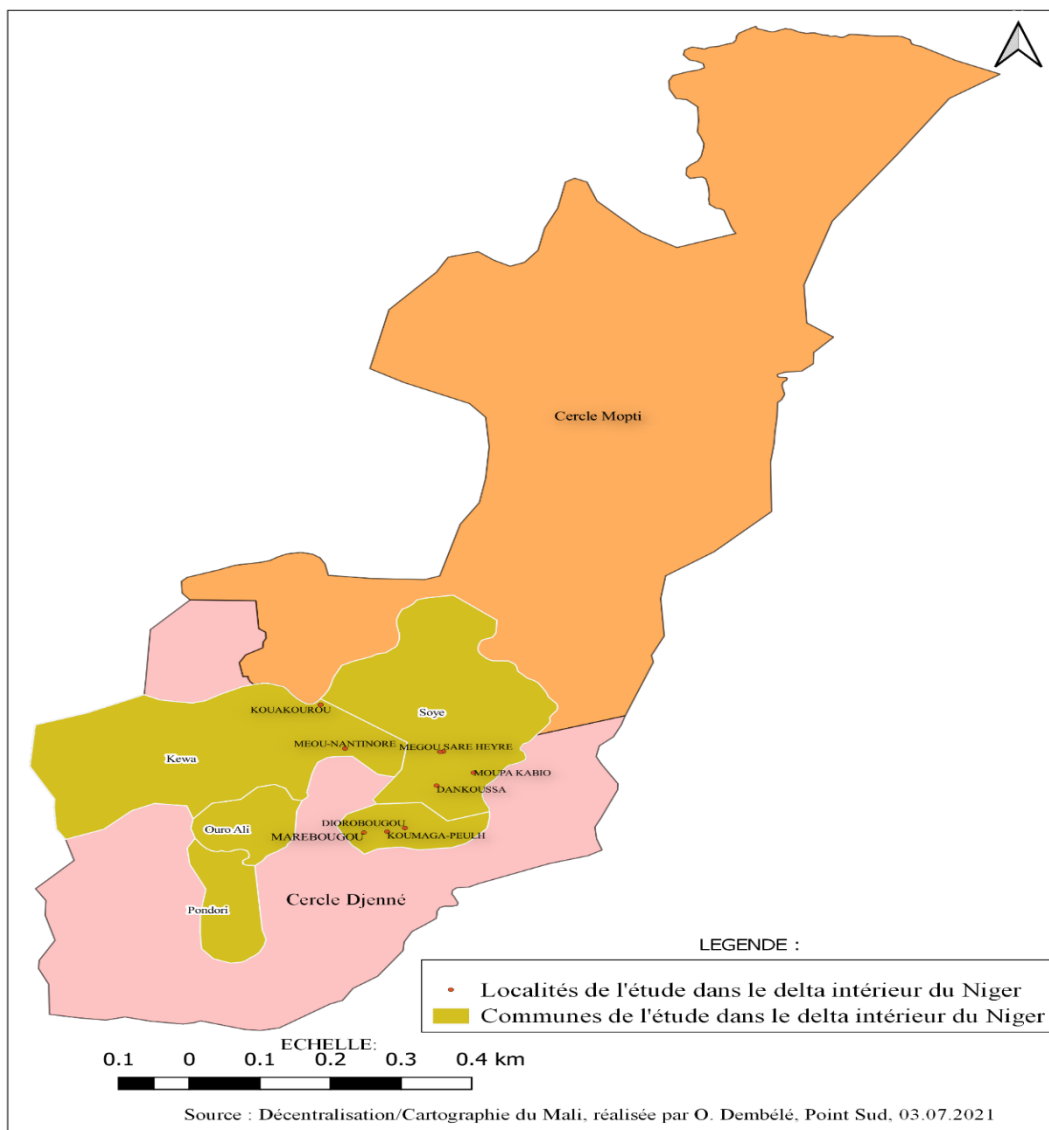 Cercle Mopti
KOUAKOUROU
Soye
MEOU-NANTINORE
MEGOU SARE HEYRE
Kewa
MOUPA KABIO
DANKOUSSA
DIOROBOUGOU
Ouro Ali
MAREBOUGOU
KOUMAGA-PEULH
Cercle Djenné
Pondori
LEGENDE :
Localités de l'étude dans le delta intérieur du Niger
Communes de l'étude dans le delta intérieur du Niger
ECHELLE:
0.1 0 0.1 0.2 0.3 0.4 km
Source : Décentralisation/Cartographie du Mali, réalisée par O. Dembélé, Point Sud, 03.07.2021